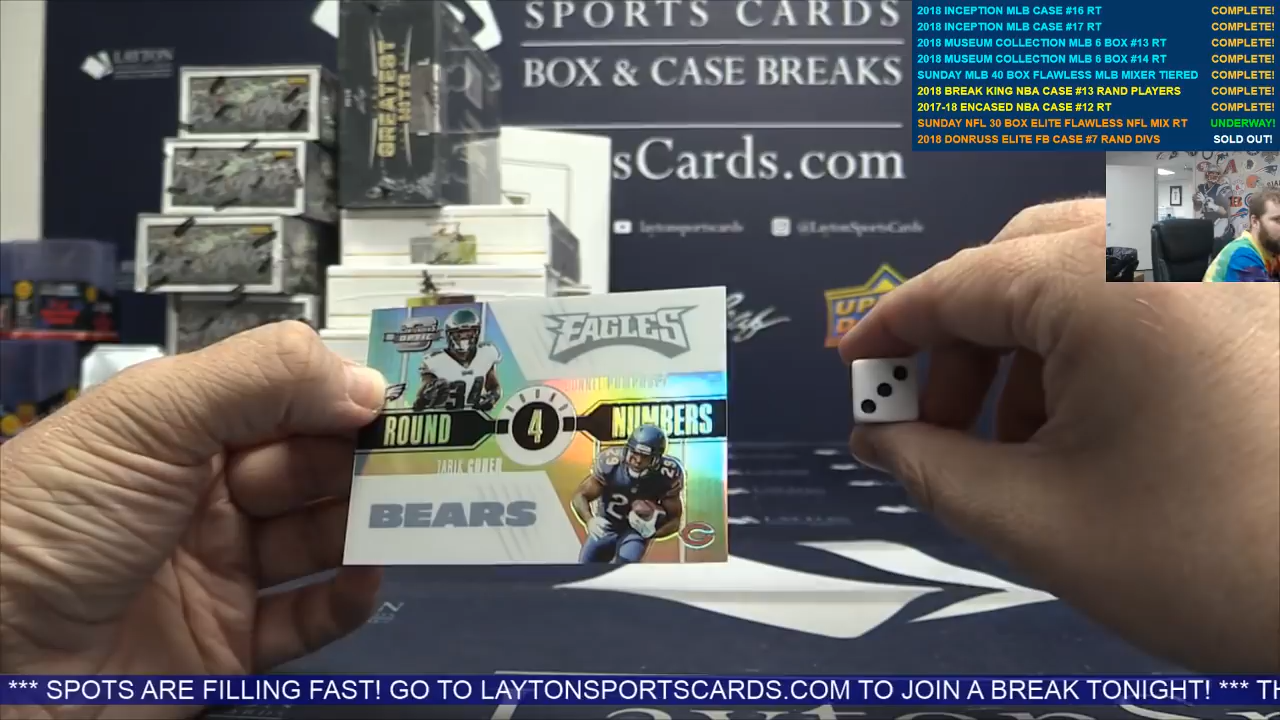 SPORTS CARDS
BOX & CASE BREAKS
sCards.com
laytonsportscards
@LaytonSportsCards
LAYTON
GREATEST
HITS
2018 INCEPTION MLB CASE #16 RT COMPLETE!
2018 INCEPTION MLB CASE #17 RT COMPLETE!
2018 MUSEUM COLLECTION MLB 6 BOX #13 RT COMPLETE!
2018 MUSEUM COLLECTION MLB 6 BOX #14 RT COMPLETE!
SUNDAY MLB 40 BOX FLAWLESS MLB MIXER TIERED COMPLETE!
2018 BREAK KING NBA CASE #13 RAND PLAYERS COMPLETE!
2017-18 ENCASED NBA CASE #12 RT COMPLETE!
SUNDAY NFL 30 BOX ELITE FLAWLESS NFL MIX RT UNDERWAY!
2018 DONRUSS ELITE FB CASE #7 RAND DIVS SOLD OUT!
OPTIC
EAGLES
ROUND 4 NUMBERS
TARIK COHEN
BEARS
29
*** SPOTS ARE FILLING FAST! GO TO LAYTONSPORTSCARDS.COM TO JOIN A BREAK TONIGHT! *** TH